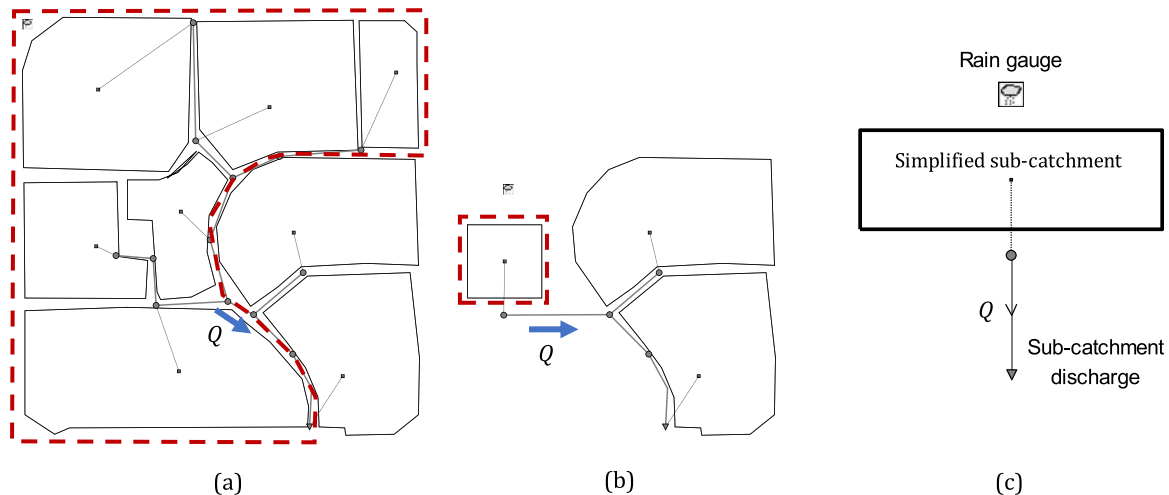 Q
(a)
Q
(b)
Rain gauge
Simplified sub-catchment
Q
Sub-catchment
discharge
(c)